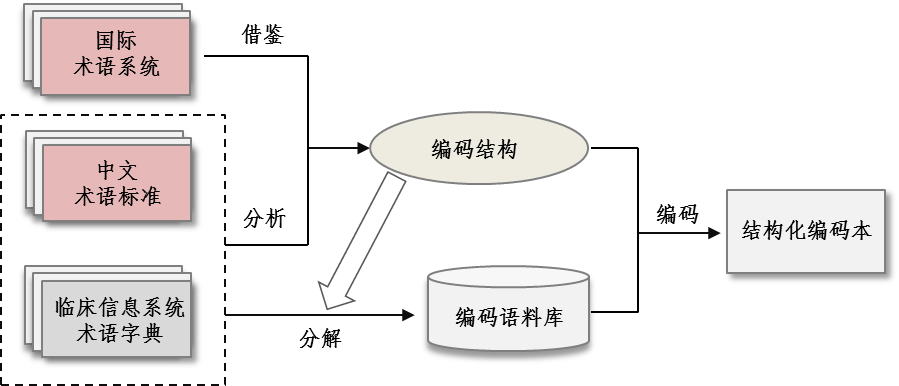 国际
术语系统
借鉴
中文
术语标准
编码结构
分析
编码
结构化编码本
临床信息系统
术语字典
分解
编码语料库